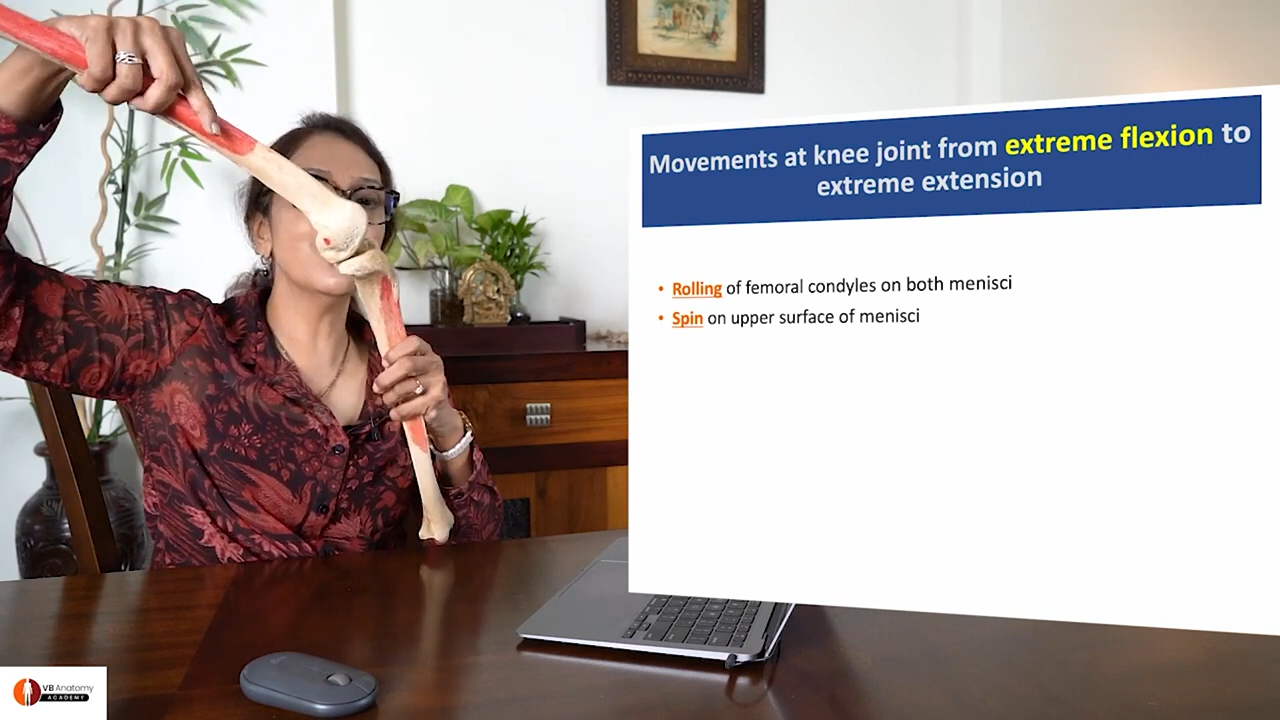 Movements at knee joint from extreme flexion to
extreme extension
• Rolling of femoral condyles on both menisci
• Spin on upper surface of menisci
VB Anatomy
ACADEMY